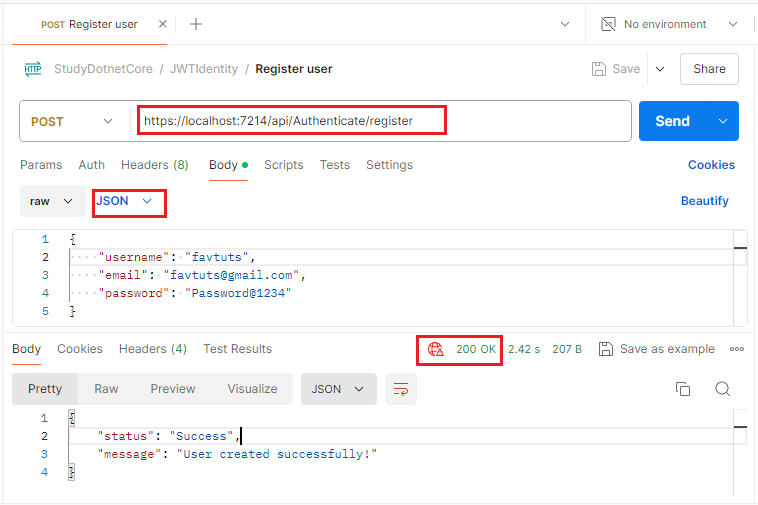 POST Register user
No environment
HTTP StudyDotnetCore / JWTIdentity / Register user Save Share
POST https://localhost:7214/api/Authenticate/register Send
Params Auth Headers (8) Body Scripts Tests Settings Cookies
raw JSON Beautify
1 {
2 "username": "favtuts",
3 "email": "favtuts@gmail.com",
4 "password": "Password@1234"
5 }
Body Cookies Headers (4) Test Results 200 OK 2.42 s 207 B Save as example
Pretty Raw Preview Visualize JSON
1 {
2 "status": "Success",
3 "message": "User created successfully!"
4 }